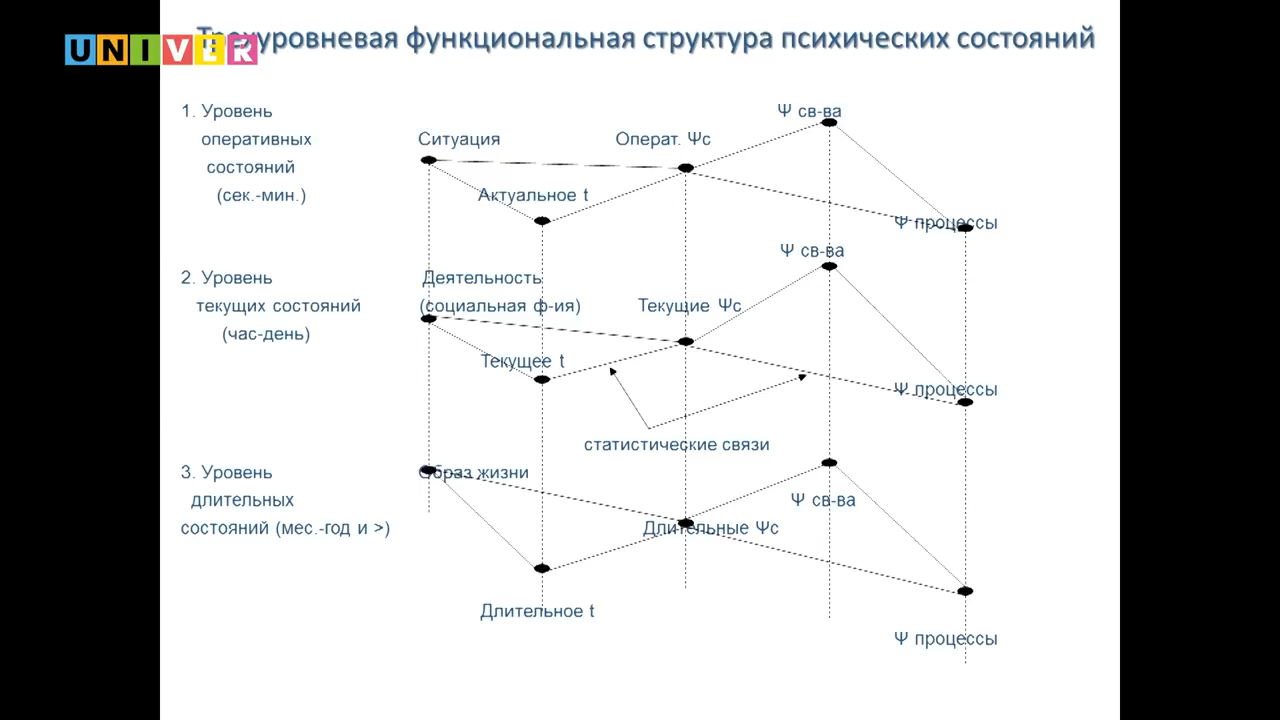 UNIVER
Трехуровневая функциональная структура психических состояний
1. Уровень
оперативных
состояний
(сек.-мин.)
Ситуация
Операт. Ψс
Ψ св-ва
Актуальное t
Ψ процессы
2. Уровень
текущих состояний
(час-день)
Деятельность
(социальная ф-ия)
Текущие Ψс
Ψ св-ва
Текущее t
Ψ процессы
статистические связи
3. Уровень
длительных
состояний (мес.-год и >)
Образ жизни
Длительные Ψс
Ψ св-ва
Длительное t
Ψ процессы